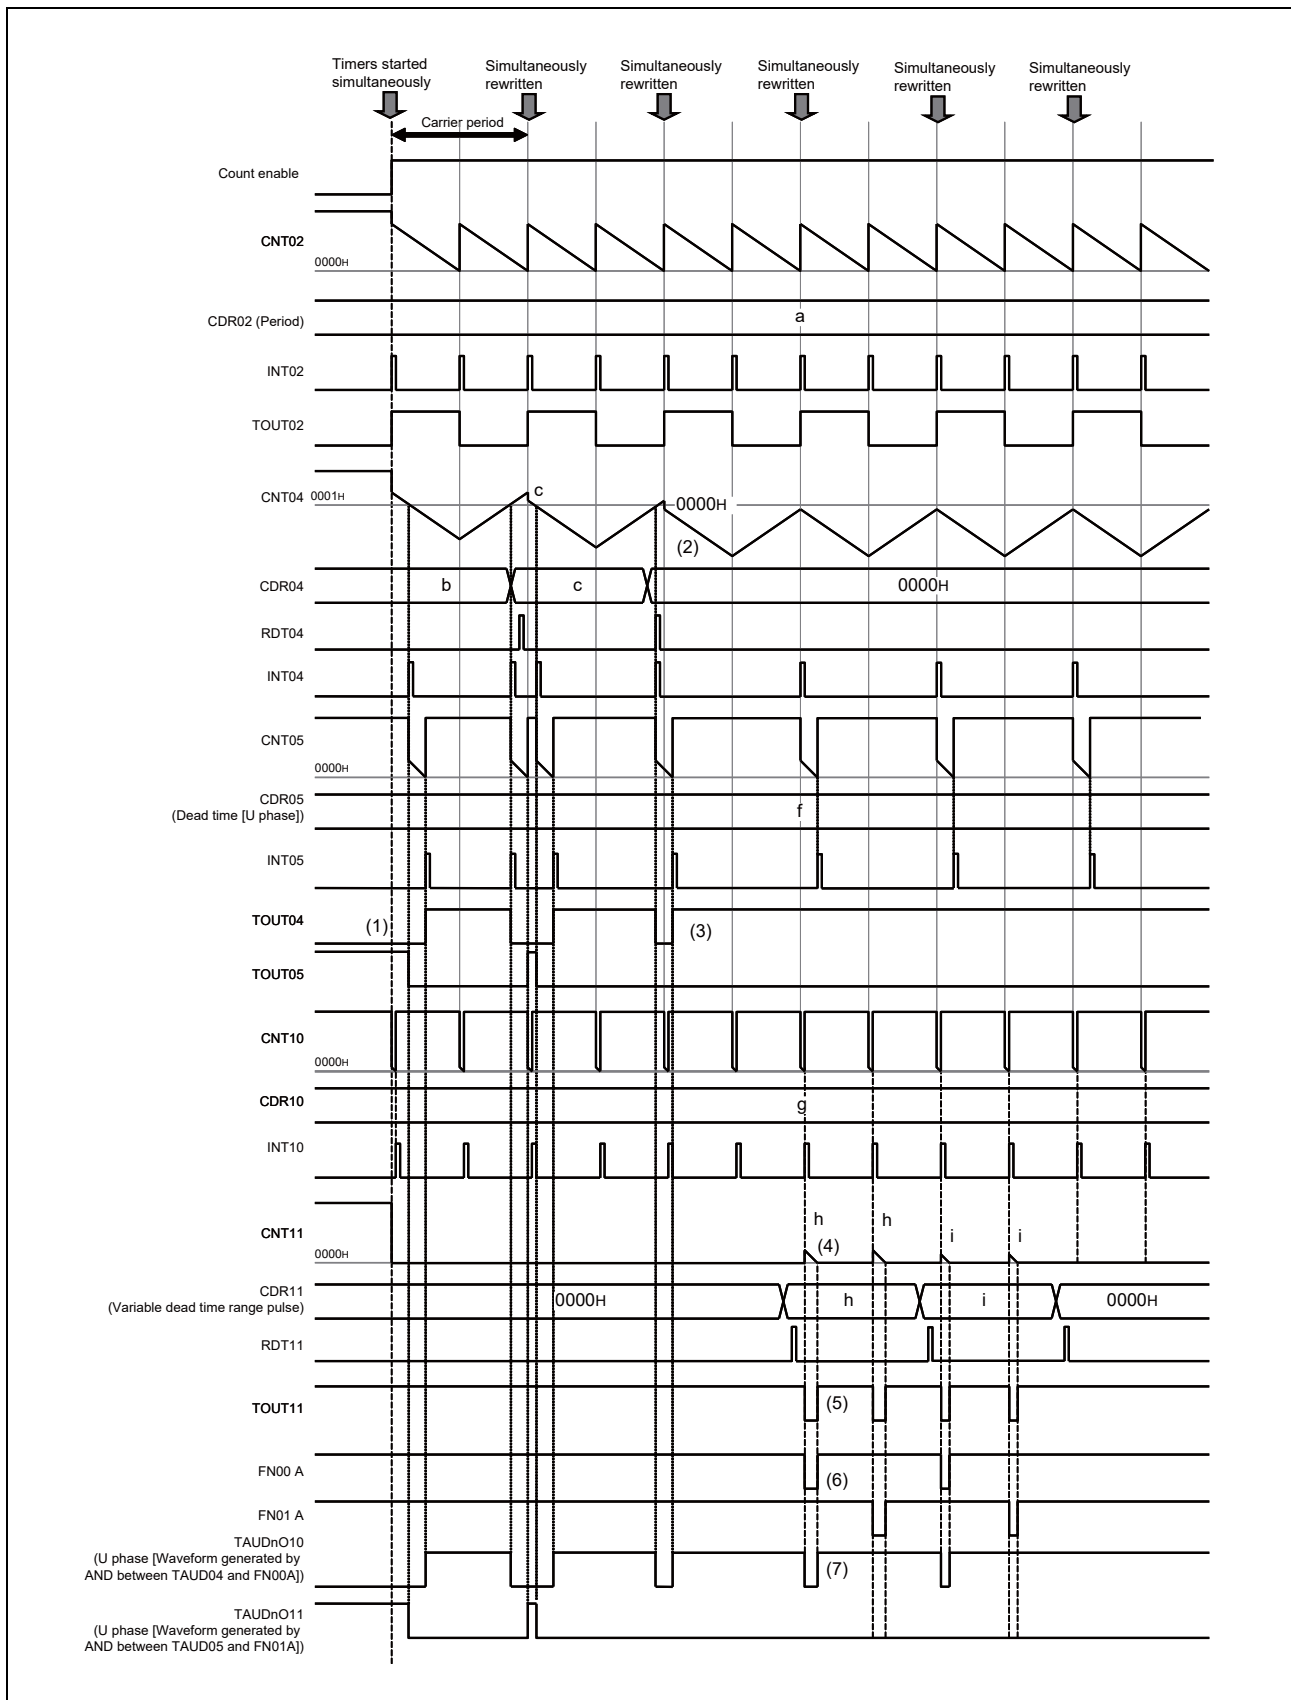 Timers started
simultaneously
Simultaneously
rewritten
Simultaneously
rewritten
Simultaneously
rewritten
Simultaneously
rewritten
Simultaneously
rewritten
Carrier period
Count enable
CNT02
0000H
CDR02 (Period)
a
INT02
TOUT02
CNT04
0001H
c
0000H
(2)
CDR04
b
c
0000H
RDT04
INT04
CNT05
0000H
CDR05
(Dead time [U phase])
f
INT05
TOUT04
(1)
(3)
TOUT05
CNT10
0000H
CDR10
g
INT10
CNT11
0000H
h
(4)
h
i
i
CDR11
(Variable dead time range pulse)
0000H
h
i
0000H
RDT11
TOUT11
(5)
FN00 A
(6)
FN01 A
TAUDnO10
(U phase [Waveform generated by
AND between TAUD04 and FN00A])
(7)
TAUDnO11
(U phase [Waveform generated by
AND between TAUD05 and FN01A])